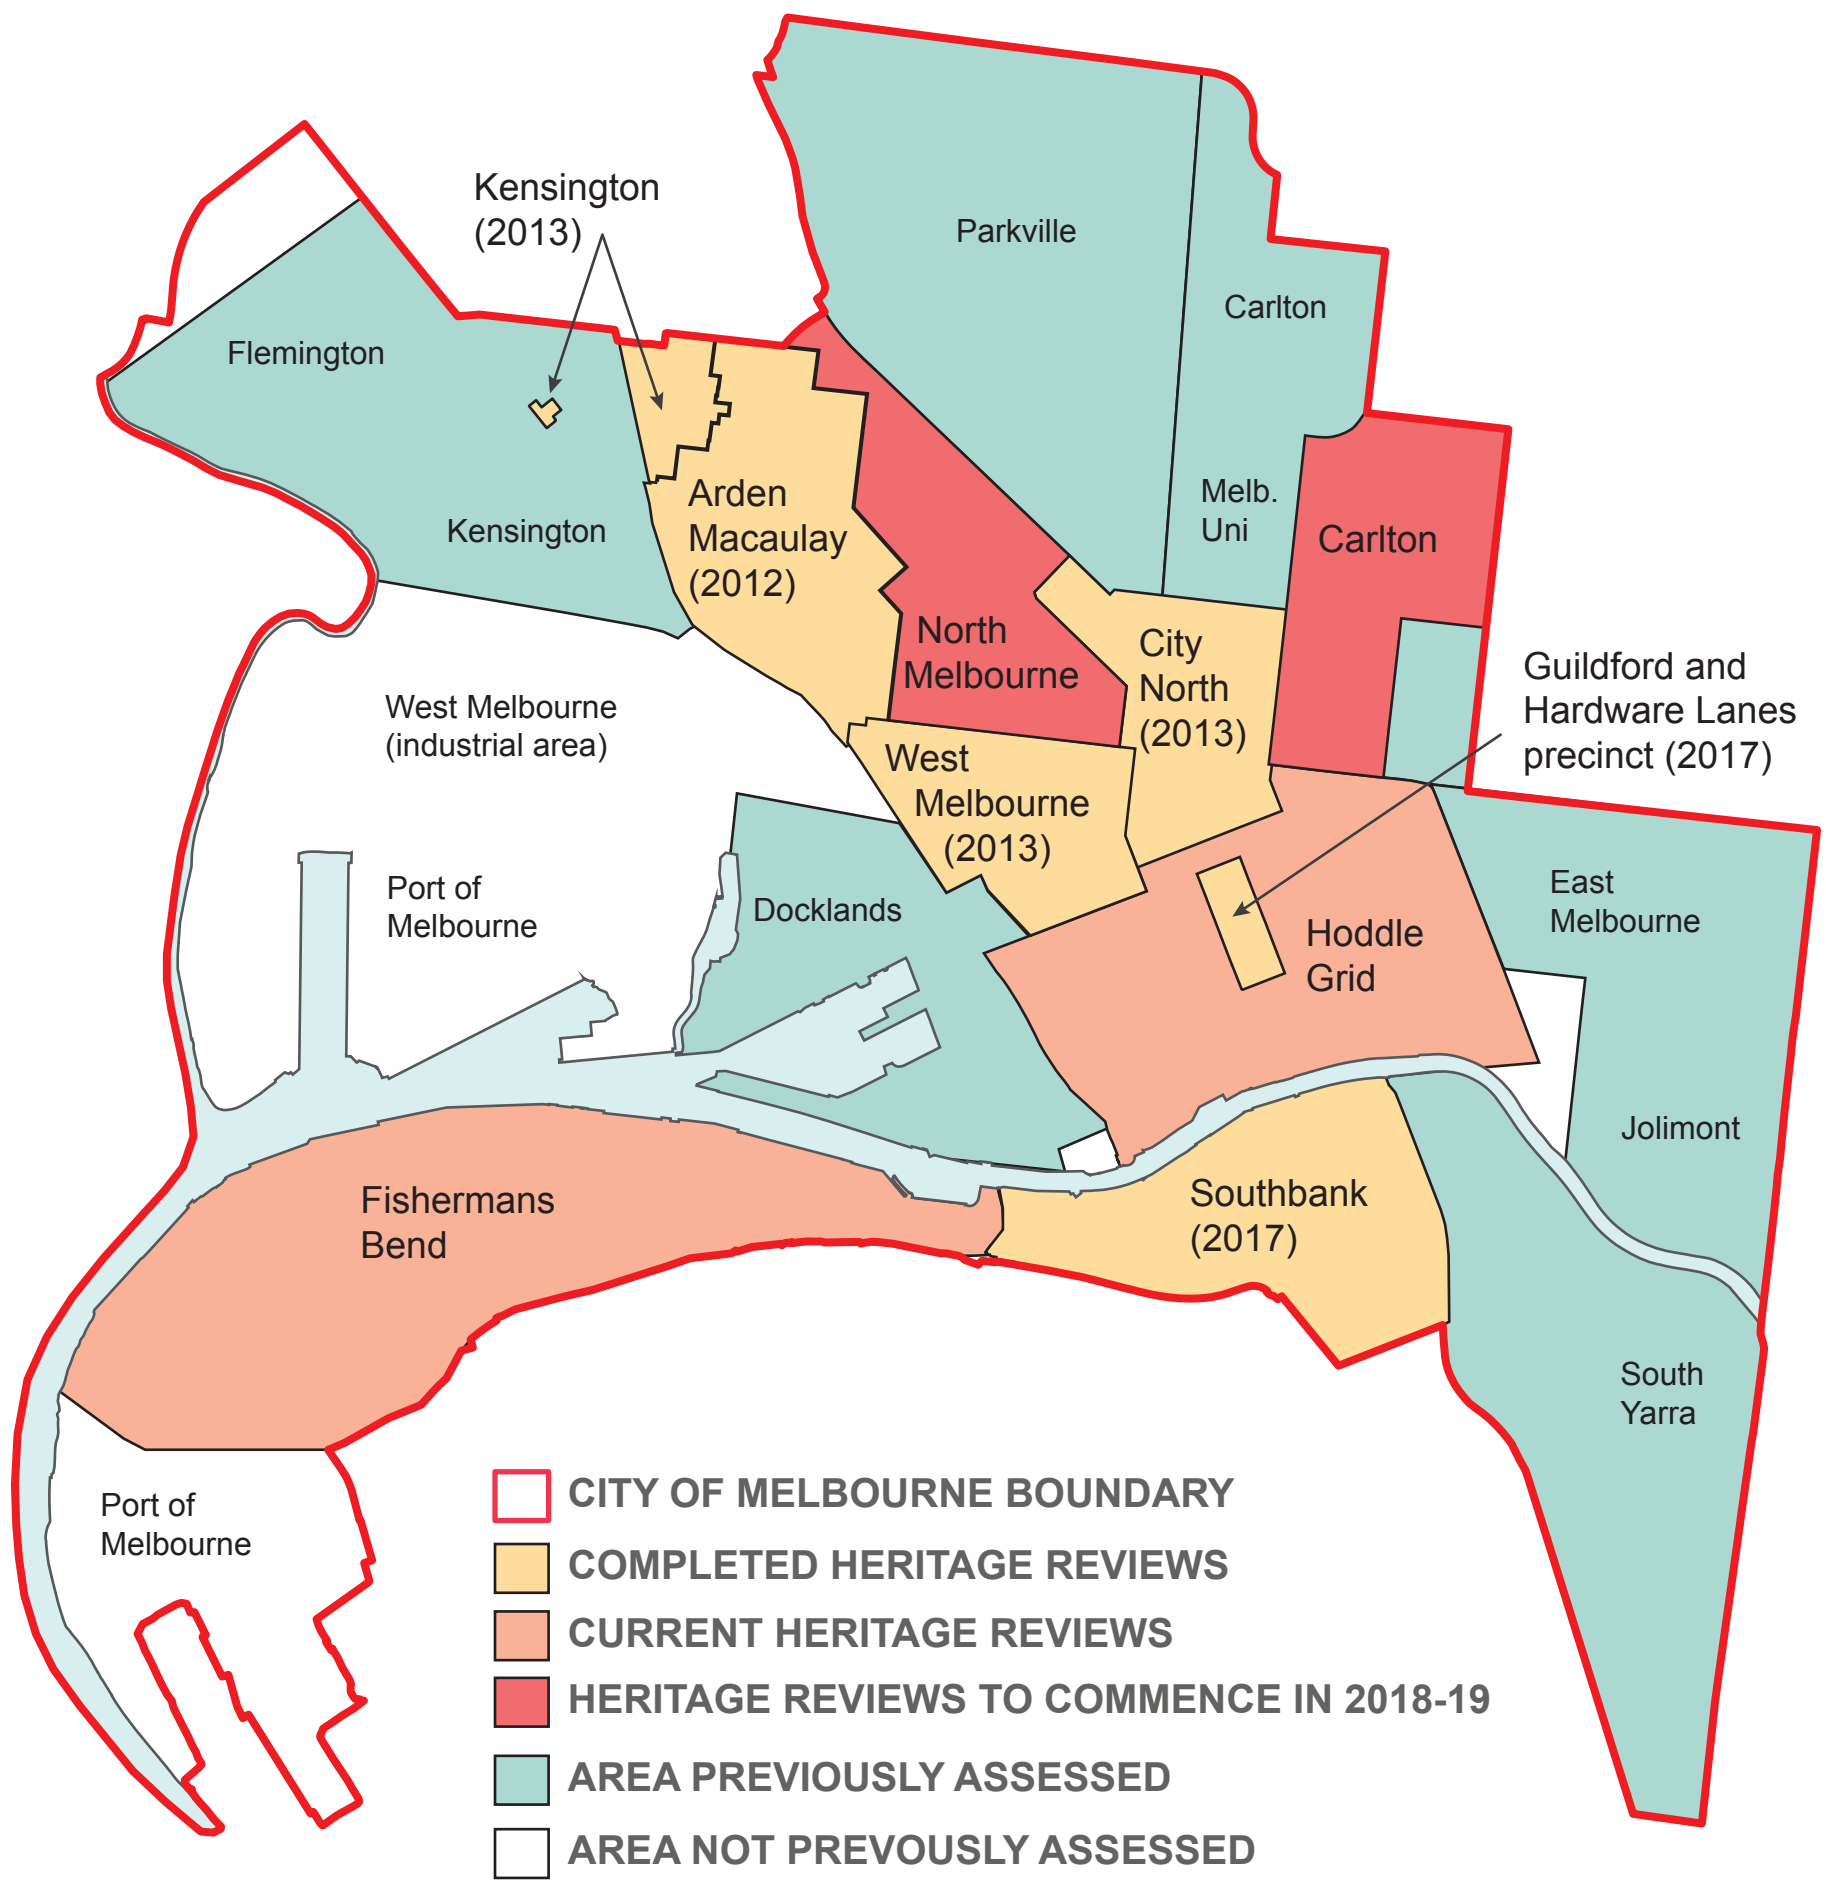 Kensington
(2013)
Parkville
Carlton
Flemington
Arden
Macaulay
(2012)
Kensington
Melb.
Uni
Carlton
North
Melbourne
City
North
(2013)
Guildford and
Hardware Lanes
precinct (2017)
West Melbourne
(industrial area)
West
Melbourne
(2013)
Port of
Melbourne
Docklands
East
Melbourne
Hoddle
Grid
Jolimont
Fishermans
Bend
Southbank
(2017)
South
Yarra
Port of
Melbourne
CITY OF MELBOURNE BOUNDARY
COMPLETED HERITAGE REVIEWS
CURRENT HERITAGE REVIEWS
HERITAGE REVIEWS TO COMMENCE IN 2018-19
AREA PREVIOUSLY ASSESSED
AREA NOT PREVOUSLY ASSESSED